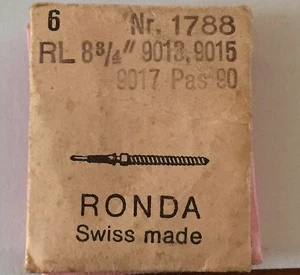 6 Nr. 1788
RL 8¾‴ 9013, 9015
9017 Pas 90
RONDA
Swiss made